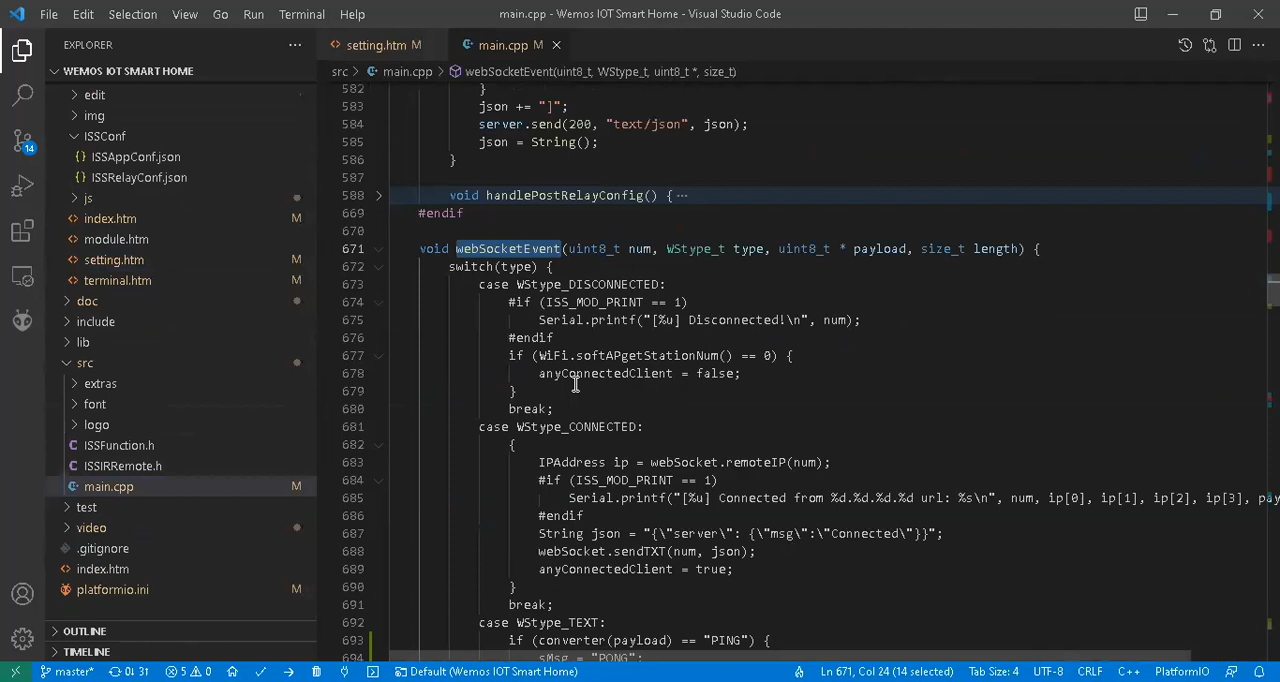 File Edit Selection View Go Run Terminal Help
main.cpp - Wemos IOT Smart Home - Visual Studio Code
EXPLORER
setting.htm M
main.cpp M
WEMOS IOT SMART HOME
src > main.cpp > webSocketEvent(uint8_t, WStype_t, uint8_t *, size_t)
edit
img
ISSConf
ISSAppConf.json
ISSRelayConf.json
js
index.htm M
module.htm
setting.htm M
terminal.htm M
doc
include
lib
src
extras
font
logo
ISSFunction.h
ISSIRRemote.h
main.cpp M
test
video
.gitignore
index.htm
platformio.ini M
OUTLINE
TIMELINE
14
582 }
583 json += "]";
584 server.send(200, "text/json", json);
585 json = String();
586 }
587
588 void handlePostRelayConfig() {⋯
669 #endif
670
671 void webSocketEvent(uint8_t num, WStype_t type, uint8_t * payload, size_t length) {
672 switch(type) {
673 case WStype_DISCONNECTED:
674 #if (ISS_MOD_PRINT == 1)
675 Serial.printf("[%u] Disconnected!\n", num);
676 #endif
677 if (WiFi.softAPgetStationNum() == 0) {
678 anyConnectedClient = false;
679 }
680 break;
681 case WStype_CONNECTED:
682 {
683 IPAddress ip = webSocket.remoteIP(num);
684 #if (ISS_MOD_PRINT == 1)
685 Serial.printf("[%u] Connected from %d.%d.%d.%d url: %s\n", num, ip[0], ip[1], ip[2], ip[3], pay
686 #endif
687 String json = "{\"server\": {\"msg\":\"Connected\"}}";
688 webSocket.sendTXT(num, json);
689 anyConnectedClient = true;
690 }
691 break;
692 case WStype_TEXT:
693 if (converter(payload) == "PING") {
694 sMsg = "PONG";
master* 0↓ 3↑ 5 0 Default (Wemos IOT Smart Home) Ln 671, Col 24 (14 selected) Tab Size: 4 UTF-8 CRLF C++ PlatformIO